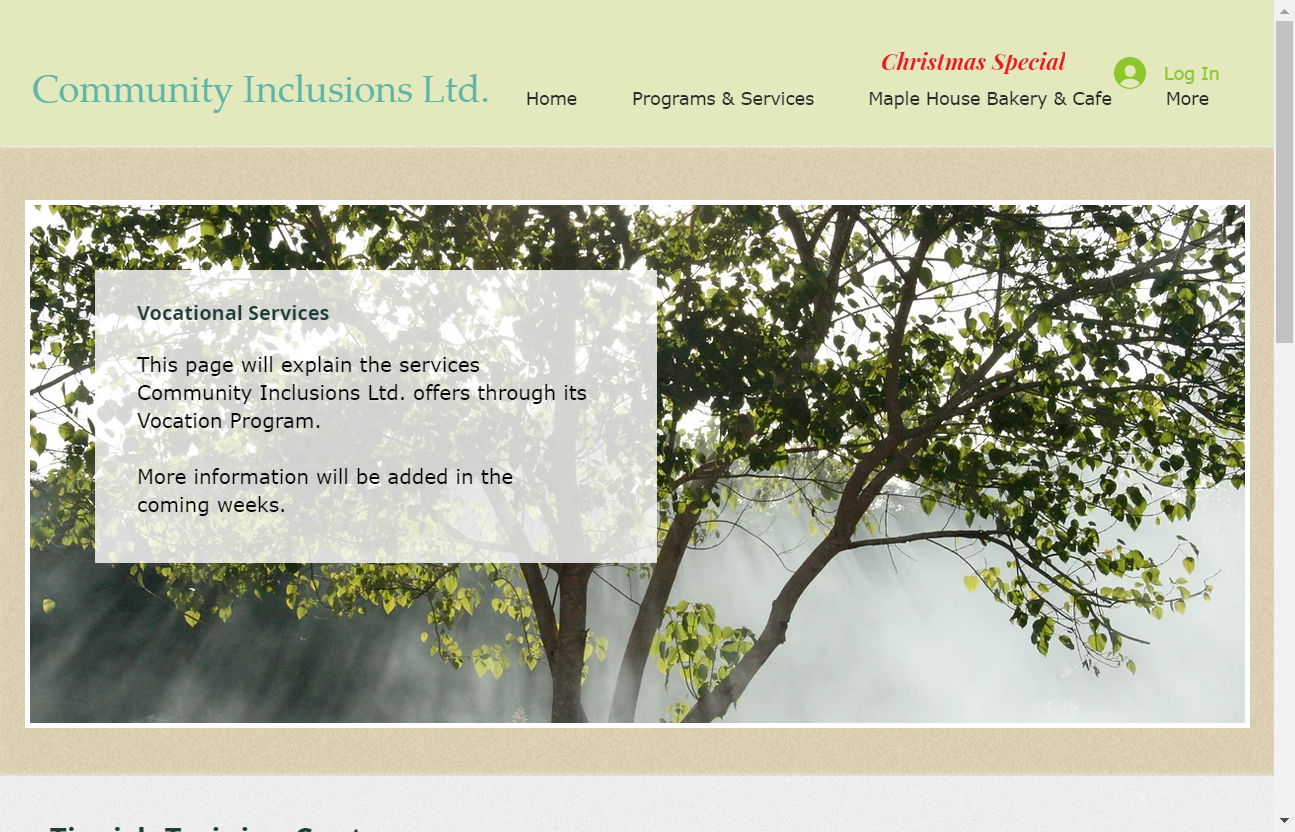 Christmas Special
Log In
Community Inclusions Ltd.
Home
Programs & Services
Maple House Bakery & Cafe
More
Vocational Services
This page will explain the services
Community Inclusions Ltd. offers through its
Vocation Program.
More information will be added in the
coming weeks.